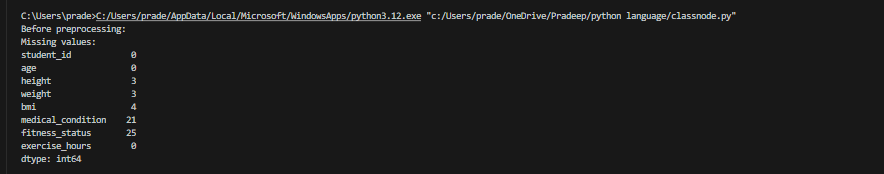 C:\Users\prade>C:/Users/prade/AppData/Local/Microsoft/WindowsApps/python3.12.exe "c:/Users/prade/OneDrive/Pradeep/python language/classnode.py"
Before preprocessing:
Missing values:
student_id 0
age 0
height 3
weight 3
bmi 4
medical_condition 21
fitness_status 25
exercise_hours 0
dtype: int64